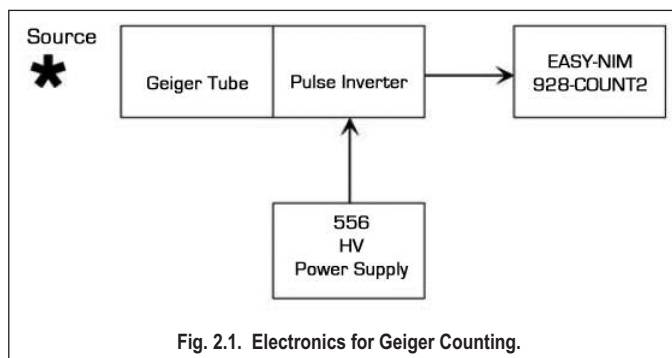 Source
*
Geiger Tube
Pulse Inverter
EASY-NIM
928-COUNT2
556
HV
Power Supply
Fig. 2.1. Electronics for Geiger Counting.